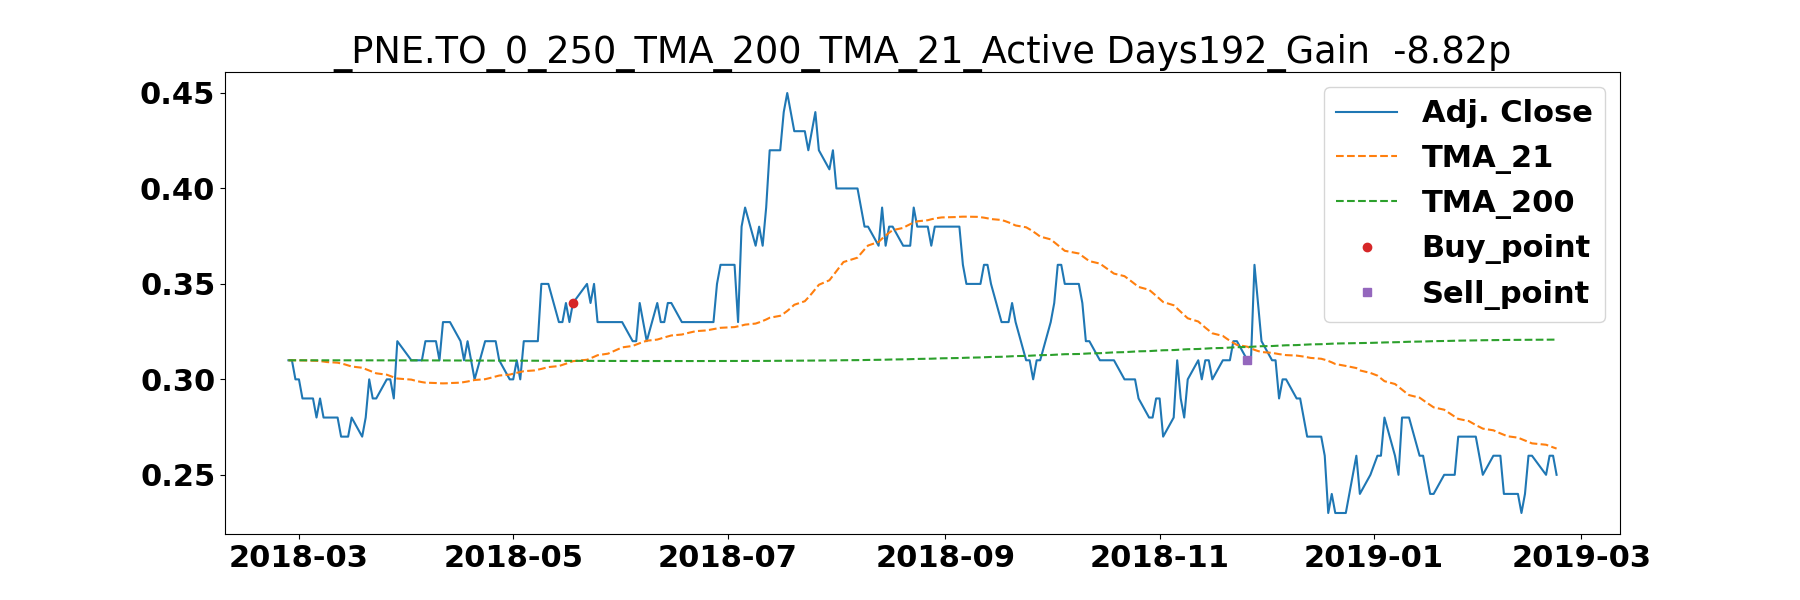 _PNE.TO_0_250_TMA_200_TMA_21_Active Days192_Gain  -8.82p
0.45
0.40
0.35
0.30
0.25
Adj. Close
TMA_21
TMA_200
Buy_point
Sell_point
2018-03 2018-05 2018-07 2018-09 2018-11 2019-01 2019-03